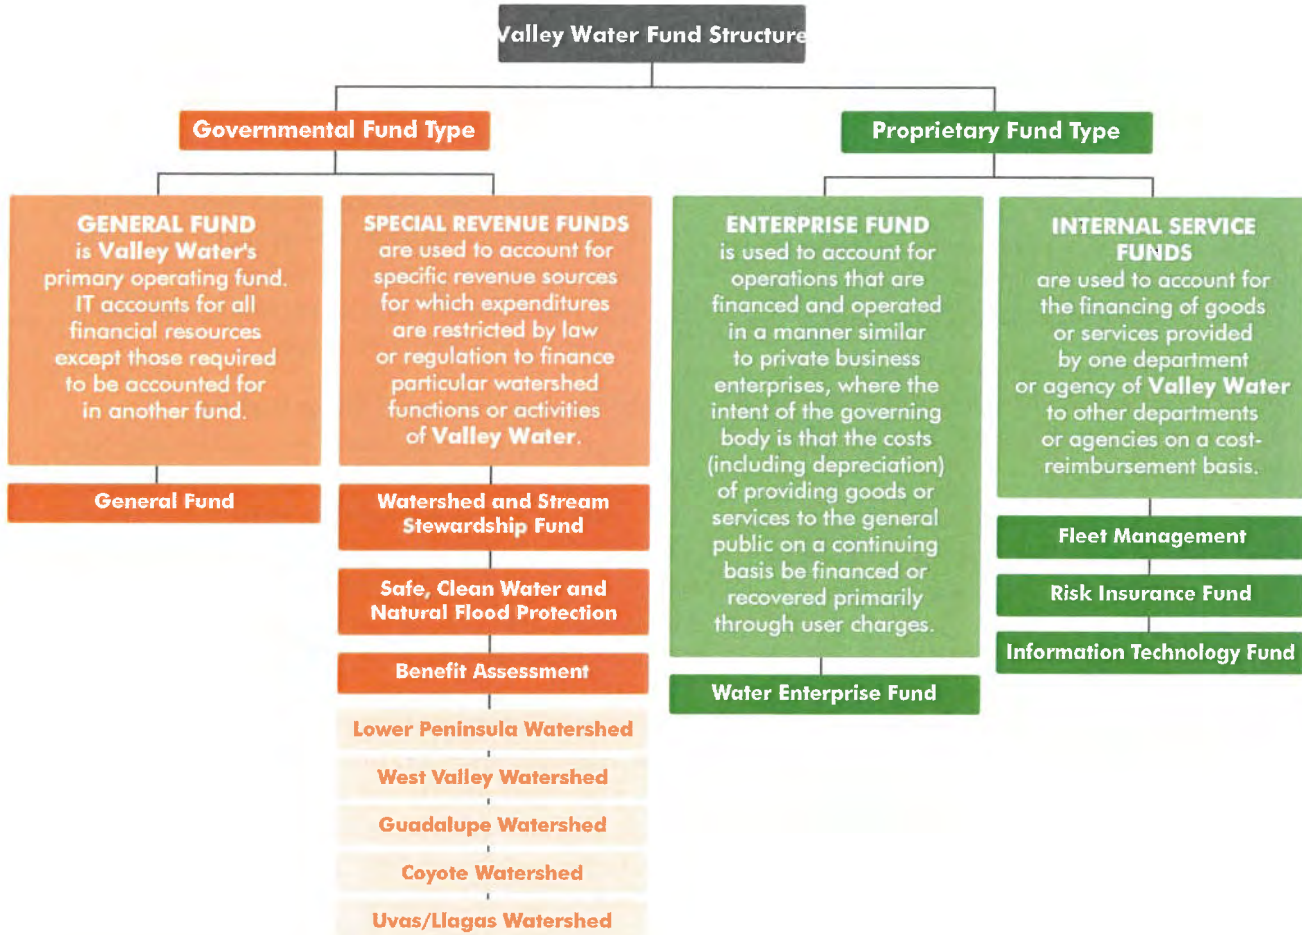 Valley Water Fund Structure
Governmental Fund Type
Proprietary Fund Type
GENERAL FUND
is Valley Water's
primary operating fund.
IT accounts for all
financial resources
except those required
to be accounted for
in another fund.
General Fund
SPECIAL REVENUE FUNDS
are used to account for
specific revenue sources
for which expenditures
are restricted by law
or regulation to finance
particular watershed
functions or activities
of Valley Water.
Watershed and Stream
Stewardship Fund
Safe, Clean Water and
Natural Flood Protection
Benefit Assessment
Lower Peninsula Watershed
West Valley Watershed
Guadalupe Watershed
Coyote Watershed
Uvas/Llagas Watershed
ENTERPRISE FUND
is used to account for
operations that are
financed and operated
in a manner similar
to private business
enterprises, where the
intent of the governing
body is that the costs
(including depreciation)
of providing goods or
services to the general
public on a continuing
basis be financed or
recovered primarily
through user charges.
Water Enterprise Fund
INTERNAL SERVICE
FUNDS
are used to account for
the financing of goods
or services provided
by one department
or agency of Valley Water
to other departments
or agencies on a cost-
reimbursement basis.
Fleet Management
Risk Insurance Fund
Information Technology Fund